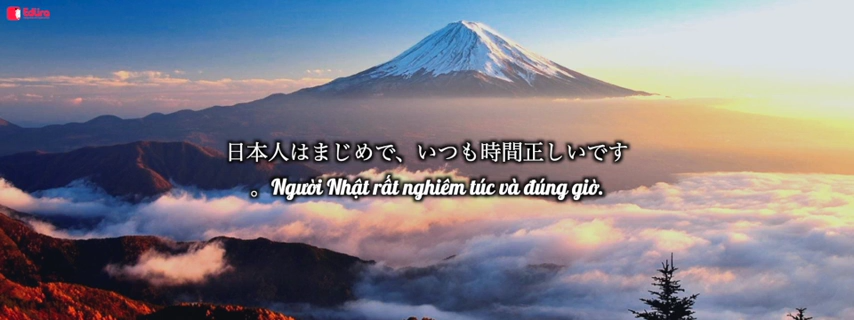 EdKira
日本人はまじめで、いつも時間正しいです
。Người Nhật rất nghiêm túc và đúng giờ.